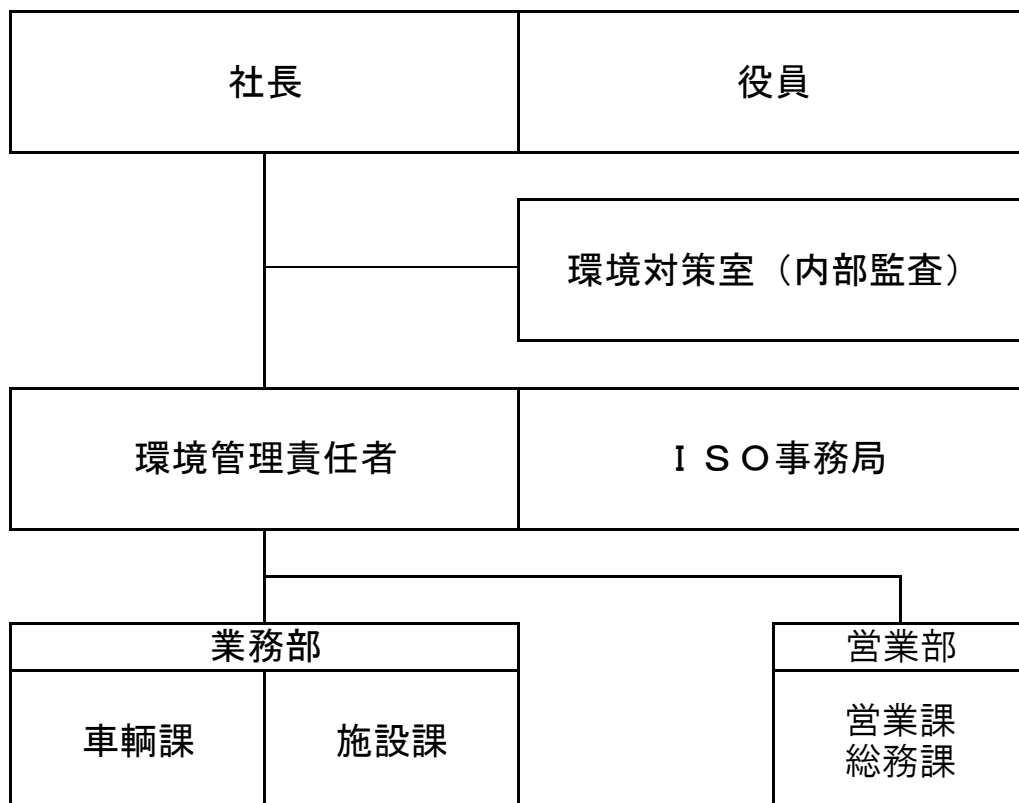 社長
役員
環境対策室（内部監査）
環境管理責任者
ＩＳＯ事務局
業務部
営業部
車輌課
施設課
営業課
総務課